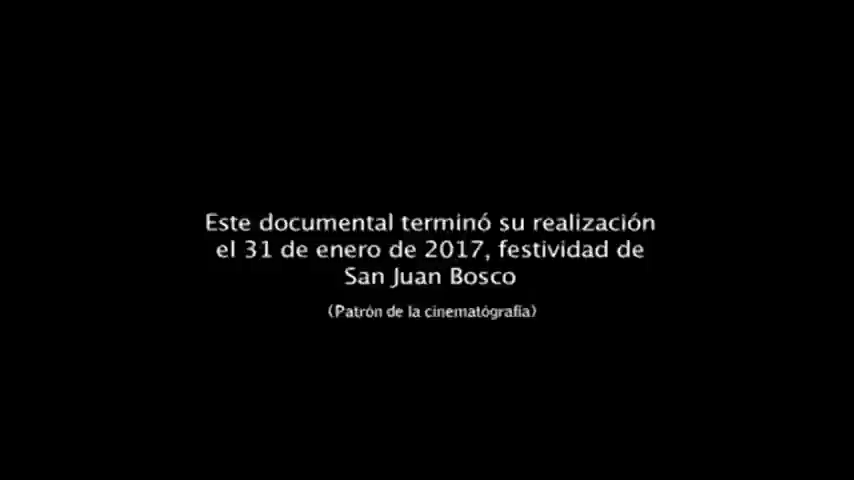 Este documental terminó su realización
el 31 de enero de 2017, festividad de
San Juan Bosco
(Patrón de la cinematógrafia)